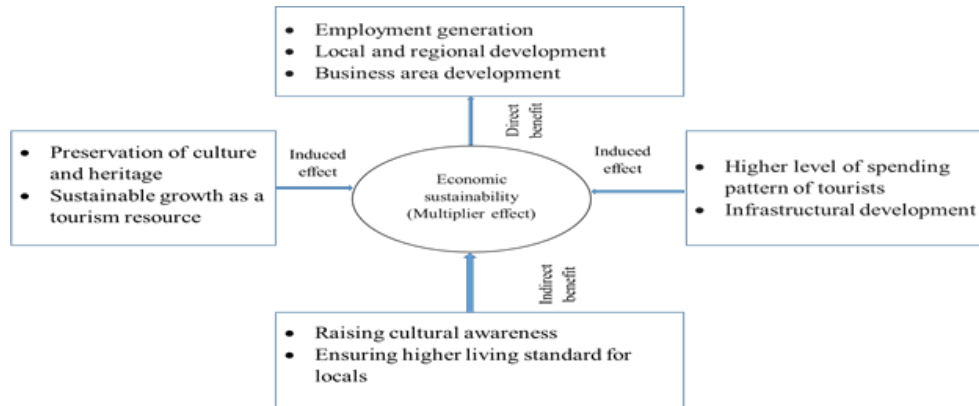 • Employment generation
• Local and regional development
• Business area development
Direct
benefit
• Preservation of culture
and heritage
• Sustainable growth as a
tourism resource
Induced
effect
Economic
sustainability
(Multiplier effect)
Induced
effect
• Higher level of spending
pattern of tourists
• Infrastructural development
Indirect
benefit
• Raising cultural awareness
• Ensuring higher living standard for
locals